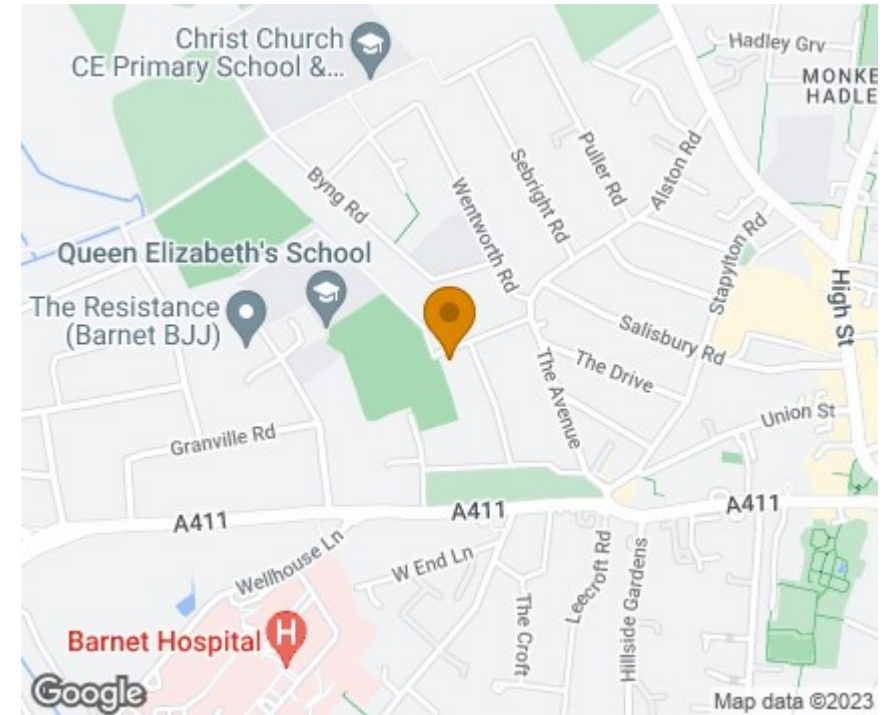 Christ Church
CE Primary School &...
Hadley Grv
MONKE
HADLE
Byng Rd
Wentworth Rd
Sebright Rd
Puller Rd
Alston Rd
Queen Elizabeth's School
Stapylton Rd
The Resistance
(Barnet BJJ)
High St
Salisbury Rd
The Drive
The Avenue
Union St
Granville Rd
A411
A411
A411
Wellhouse Ln
W End Ln
Leecroft Rd
The Croft
Hillside Gardens
Barnet Hospital
H
Google
Map data ©2023